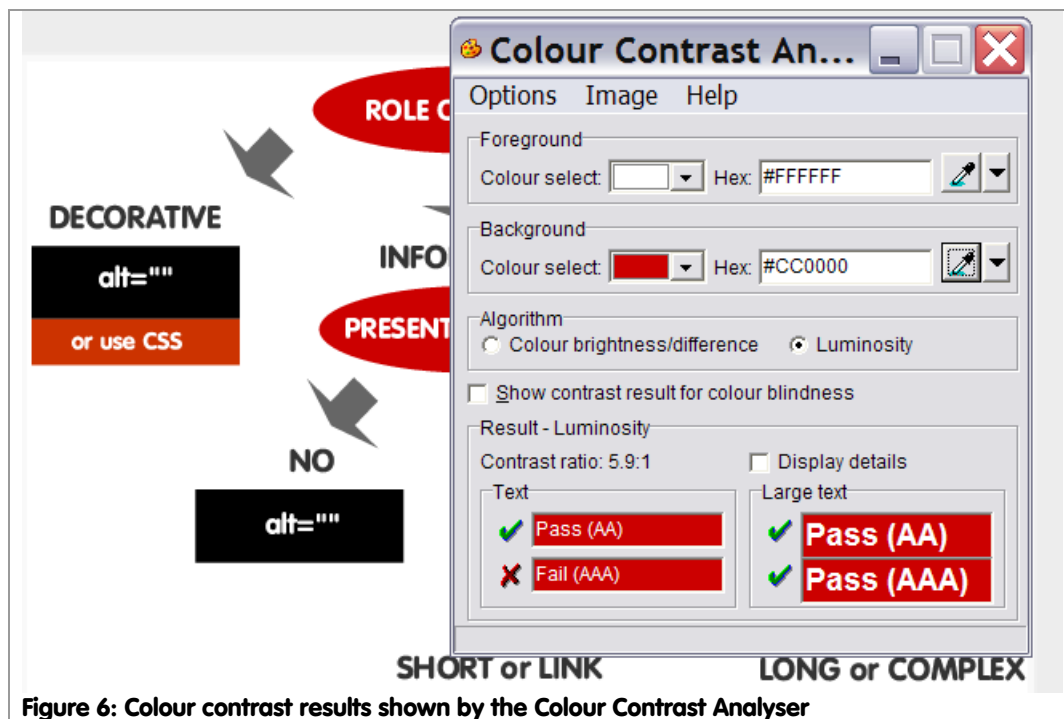 Colour Contrast An...
Options Image Help
ROLE
Foreground
Colour select: Hex: #FFFFFF
DECORATIVE
alt=""
or use CSS
INFO
Background
Colour select: Hex: #CC0000
PRESENT
Algorithm
Colour brightness/difference Luminosity
Show contrast result for colour blindness
Result - Luminosity
Contrast ratio: 5.9:1 Display details
NO
alt=""
Text
Pass (AA)
Fail (AAA)
Large text
Pass (AA)
Pass (AAA)
SHORT or LINK
LONG or COMPLEX
Figure 6: Colour contrast results shown by the Colour Contrast Analyser